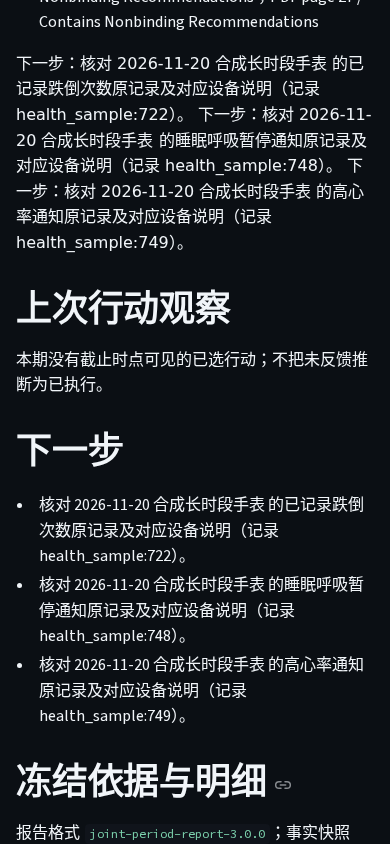 Contains Nonbinding Recommendations
下一步：核对 2026-11-20 合成长时段手表 的已
记录跌倒次数原记录及对应设备说明（记录
health_sample:722）。 下一步：核对 2026-11-
20 合成长时段手表 的睡眠呼吸暂停通知原记录及
对应设备说明（记录 health_sample:748）。 下
一步：核对 2026-11-20 合成长时段手表 的高心
率通知原记录及对应设备说明（记录
health_sample:749）。
上次行动观察
本期没有截止时点可见的已选行动；不把未反馈推
断为已执行。
下一步
• 核对 2026-11-20 合成长时段手表 的已记录跌倒
次数原记录及对应设备说明（记录
health_sample:722）。
• 核对 2026-11-20 合成长时段手表 的睡眠呼吸暂
停通知原记录及对应设备说明（记录
health_sample:748）。
• 核对 2026-11-20 合成长时段手表 的高心率通知
原记录及对应设备说明（记录
health_sample:749）。
冻结依据与明细
报告格式 joint-period-report-3.0.0；事实快照